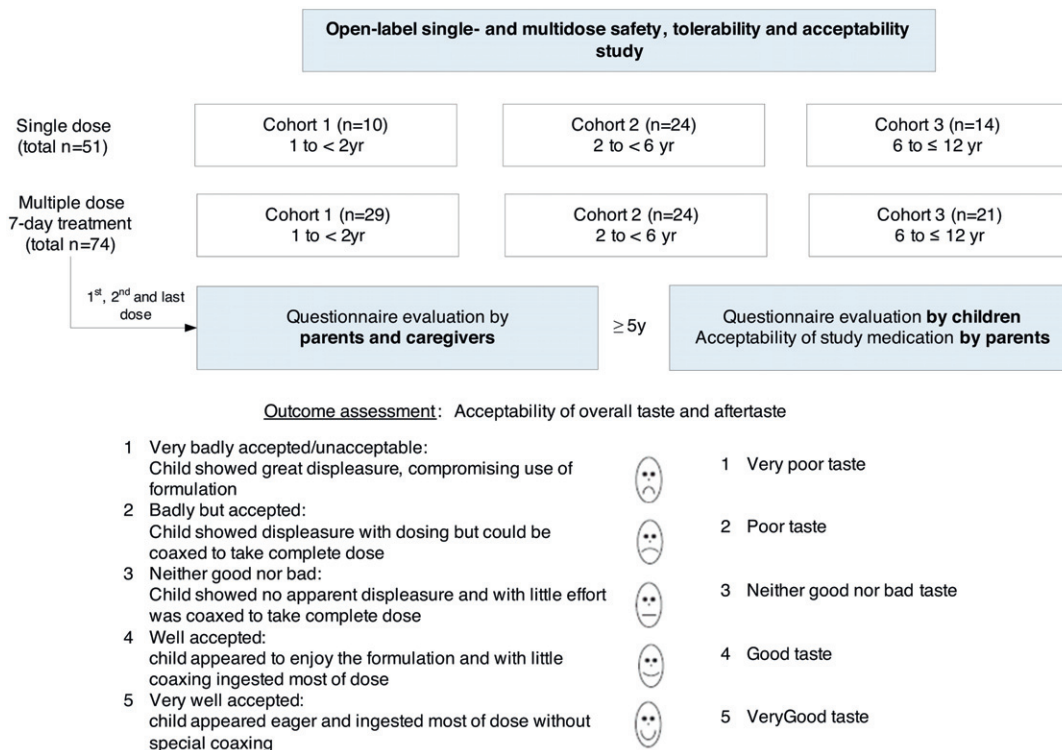 Open-label single- and multidose safety, tolerability and acceptability
study
Single dose
(total n=51)
Cohort 1 (n=10)
1 to < 2yr
Cohort 2 (n=24)
2 to < 6 yr
Cohort 3 (n=14)
6 to ≤ 12 yr
Multiple dose
7-day treatment
(total n=74)
Cohort 1 (n=29)
1 to < 2yr
Cohort 2 (n=24)
2 to < 6 yr
Cohort 3 (n=21)
6 to ≤ 12 yr
1st, 2nd and last
dose
Questionnaire evaluation by
parents and caregivers
≥ 5y
Questionnaire evaluation by children
Acceptability of study medication by parents
Outcome assessment: Acceptability of overall taste and aftertaste
1 Very badly accepted/unacceptable:
Child showed great displeasure, compromising use of
formulation
2 Badly but accepted:
Child showed displeasure with dosing but could be
coaxed to take complete dose
3 Neither good nor bad:
Child showed no apparent displeasure and with little effort
was coaxed to take complete dose
4 Well accepted:
child appeared to enjoy the formulation and with little
coaxing ingested most of dose
5 Very well accepted:
child appeared eager and ingested most of dose without
special coaxing
1 Very poor taste
2 Poor taste
3 Neither good nor bad taste
4 Good taste
5 VeryGood taste